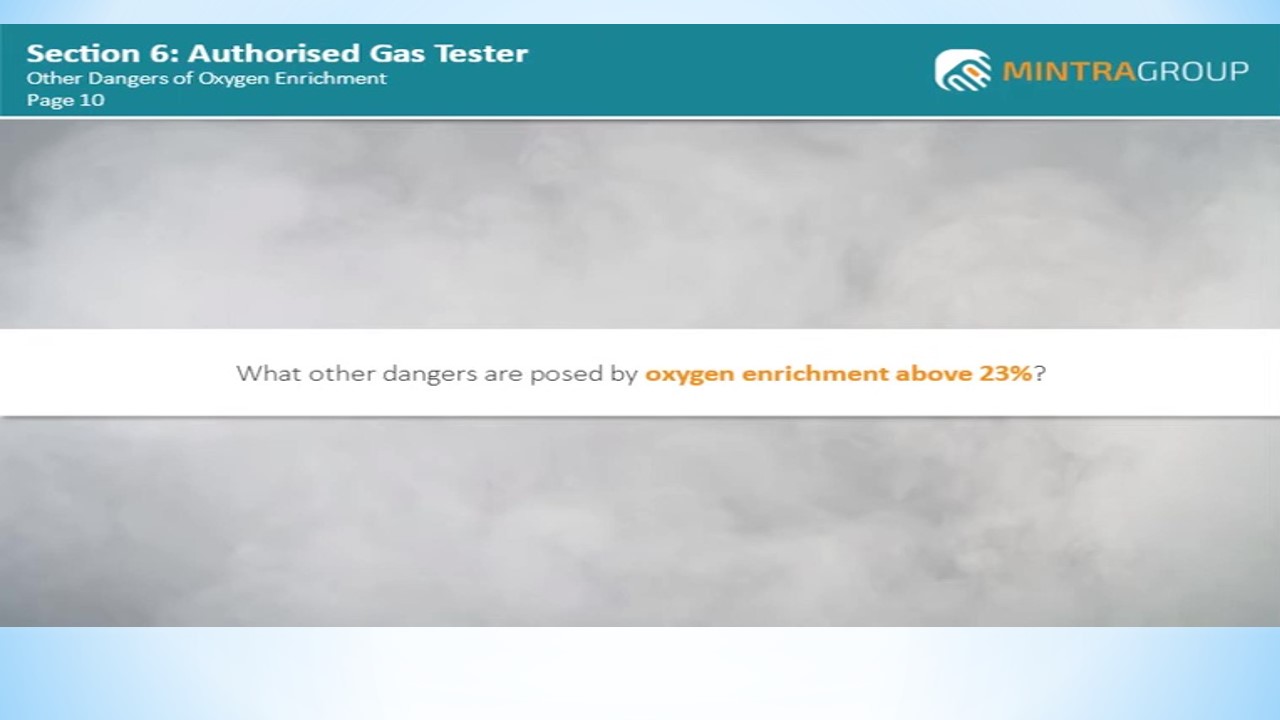 Section 6: Authorised Gas Tester
Other Dangers of Oxygen Enrichment
Page 10
MINTRAGROUP
What other dangers are posed by oxygen enrichment above 23%?